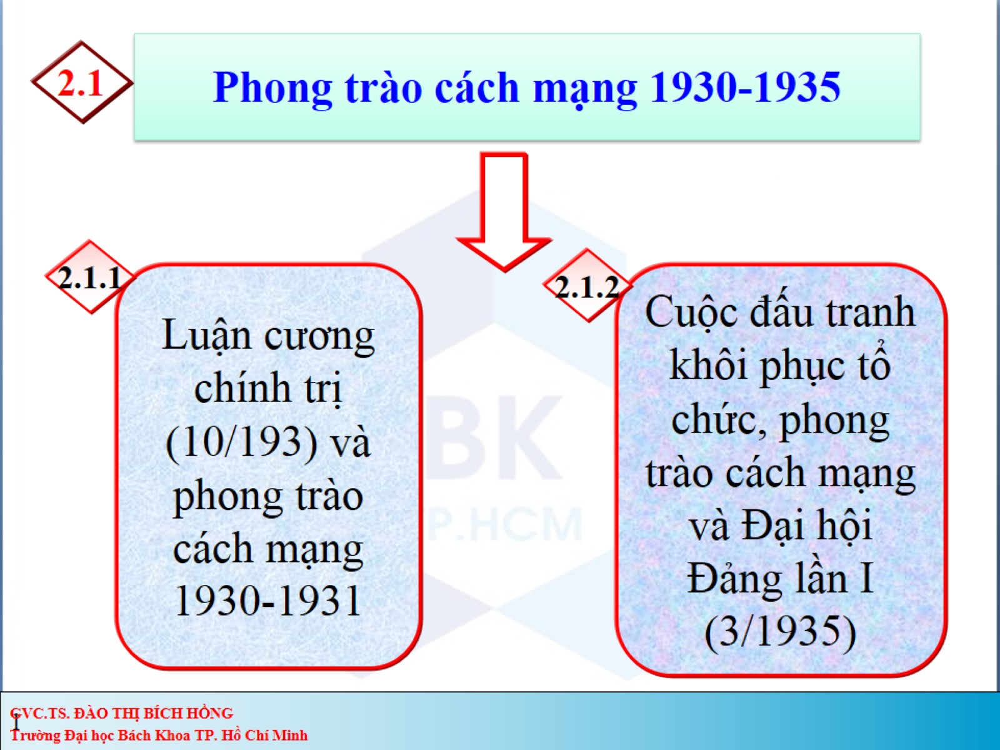 2.1
Phong trào cách mạng 1930-1935
2.1.1
Luận cương
chính trị
(10/193) và
phong trào
cách mạng
1930-1931
2.1.2
Cuộc đấu tranh
khôi phục tổ
chức, phong
trào cách mạng
và Đại hội
Đảng lần I
(3/1935)
BK
P.HCM
GVC.TS. ĐÀO THỊ BÍCH HỒNG
1
Trường Đại học Bách Khoa TP. Hồ Chí Minh